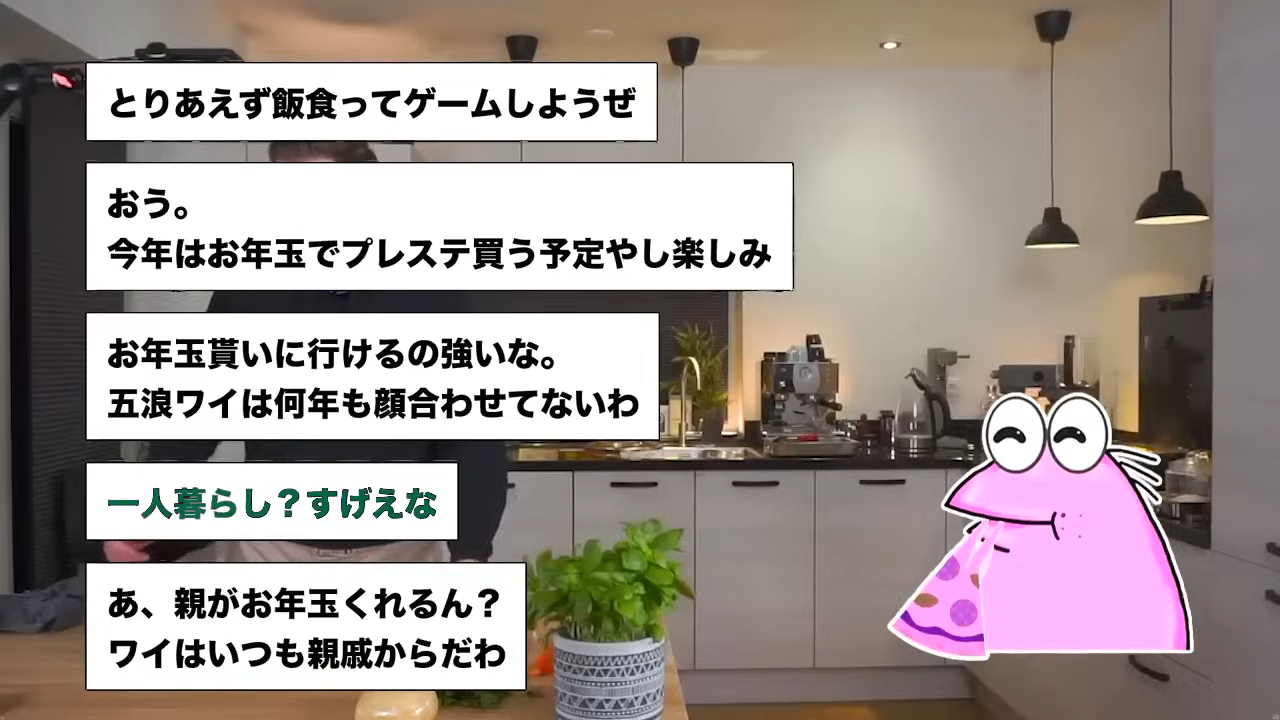 とりあえず飯食ってゲームしようぜ
おう。
今年はお年玉でプレステ買う予定やし楽しみ
お年玉貰いに行けるの強いな。
五浪ワイは何年も顔合わせてないわ
一人暮らし？すげえな
あ、親がお年玉くれるん？
ワイはいつも親戚からだわ